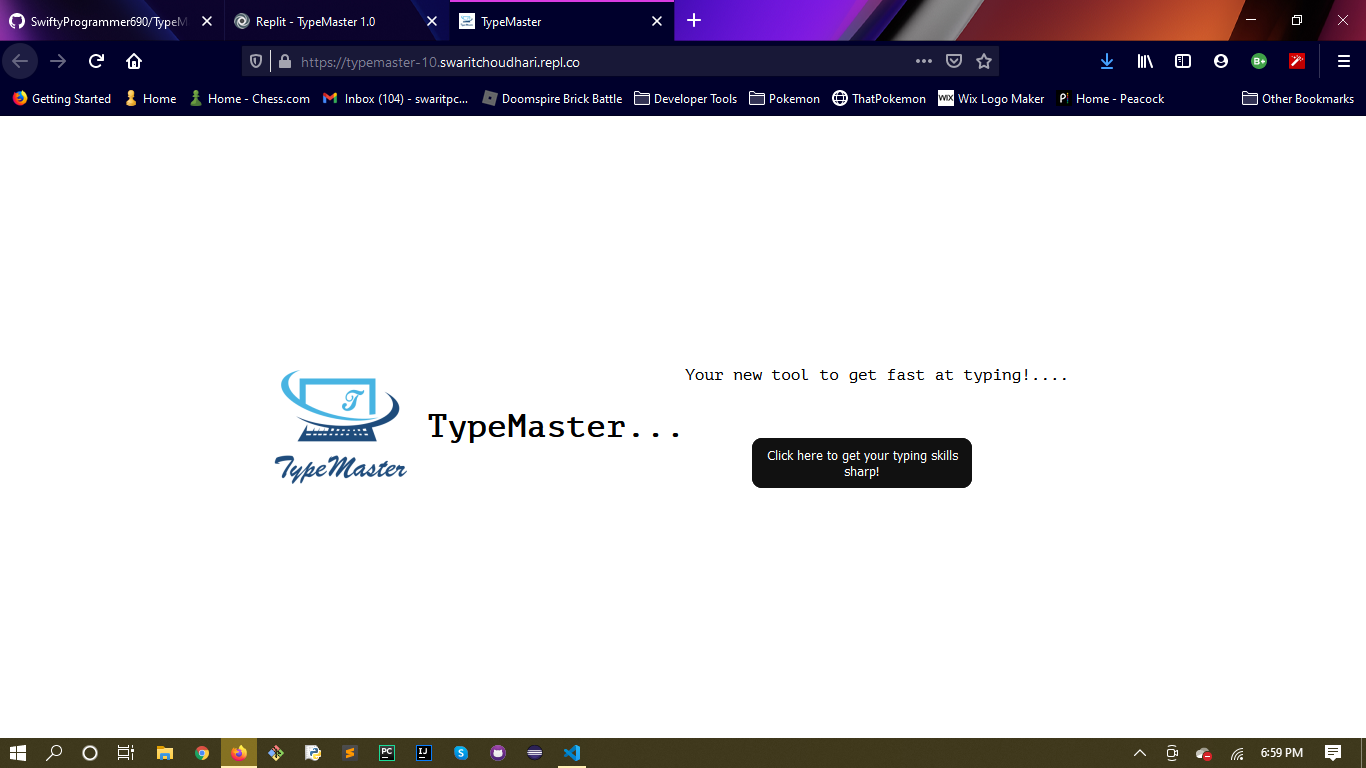 SwiftyProgrammer690/TypeM
Replit - TypeMaster 1.0
TypeMaster
https://typemaster-10.swaritchoudhari.repl.co
B+
Getting Started
Home
Home - Chess.com
Inbox (104) - swaritpc...
Doomspire Brick Battle
Developer Tools
Pokemon
ThatPokemon
WIX
Wix Logo Maker
Home - Peacock
Other Bookmarks
T
TypeMaster
TypeMaster...
Your new tool to get fast at typing!....
Click here to get your typing skills
sharp!
PC
IJ
S
6:59 PM